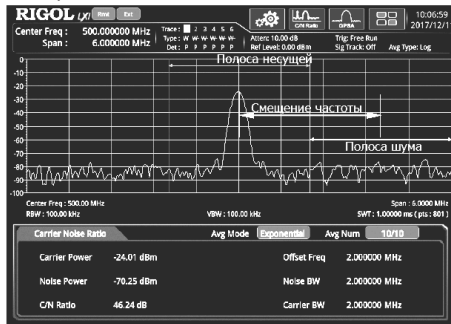 RIGOL LXI Rmt Ext 10:06:59
2017/12/11
Center Freq : 500.000000 MHz
Span : 6.000000 MHz
Trace : 1 2 3 4 5 6
Type : W W W W W W
Det : P P P P P P
C/N Ratio GPSA
Atten: 10.00 dB
Ref Level: 0.00 dBm
Trig: Free Run
Sig Track: Off Avg Type: Log
Полоса несущей
Смещение частоты
Полоса шума
0
-10
-20
-30
-40
-50
-60
-70
-80
-90
-100
Center Freq : 500.00 MHz Span : 6.0000 MHz
RBW : 100.00 kHz VBW : 100.00 kHz SWT : 1.00000 ms ( pts : 801 )
Carrier Noise Ratio Avg Mode Exponential Avg Num 10/10
Carrier Power -24.01 dBm Offset Freq 2.000000 MHz
Noise Power -70.25 dBm Noise BW 2.000000 MHz
C/N Ratio 46.24 dB Carrier BW 2.000000 MHz